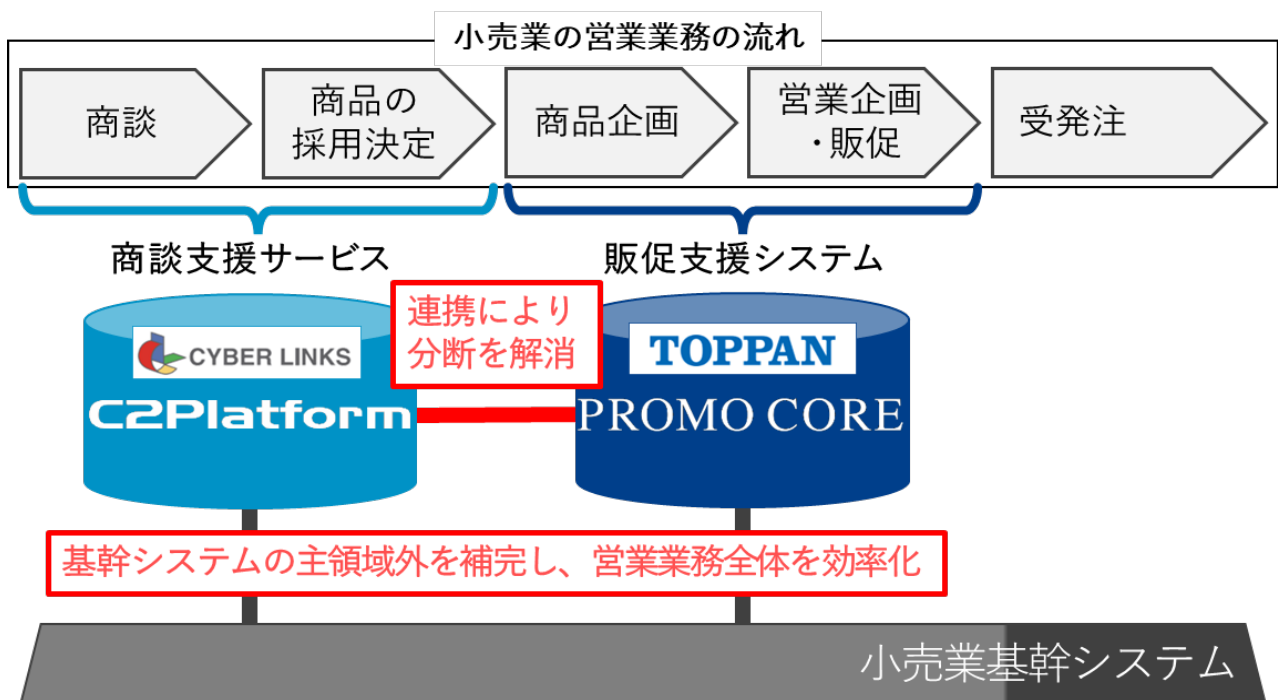 小売業の営業業務の流れ
商談
商品の
採用決定
商品企画
営業企画
・販促
受発注
商談支援サービス
販促支援システム
連携により
分断を解消
CYBER LINKS
C2Platform
TOPPAN
PROMO CORE
基幹システムの主領域外を補完し、営業業務全体を効率化
小売業基幹システム